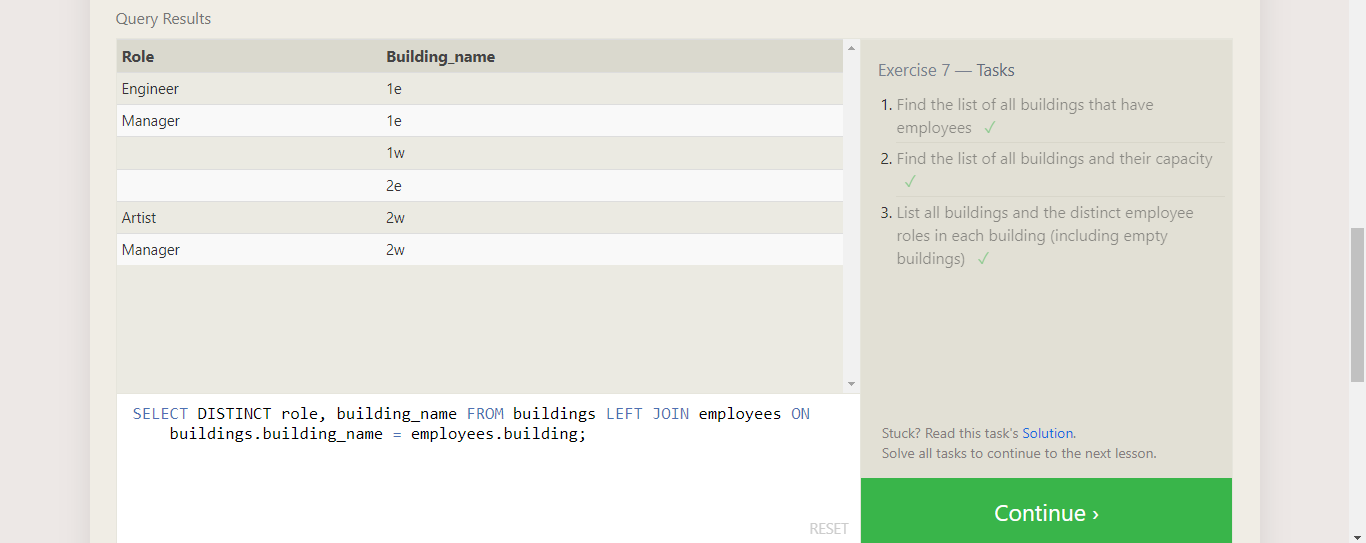 Query Results
Role Building_name
Engineer 1e
Manager 1e
1w
2e
Artist 2w
Manager 2w
SELECT DISTINCT role, building_name FROM buildings LEFT JOIN employees ON
buildings.building_name = employees.building;
RESET
Exercise 7 — Tasks
1. Find the list of all buildings that have
employees ✓
2. Find the list of all buildings and their capacity
✓
3. List all buildings and the distinct employee
roles in each building (including empty
buildings) ✓
Stuck? Read this task's Solution.
Solve all tasks to continue to the next lesson.
Continue ›